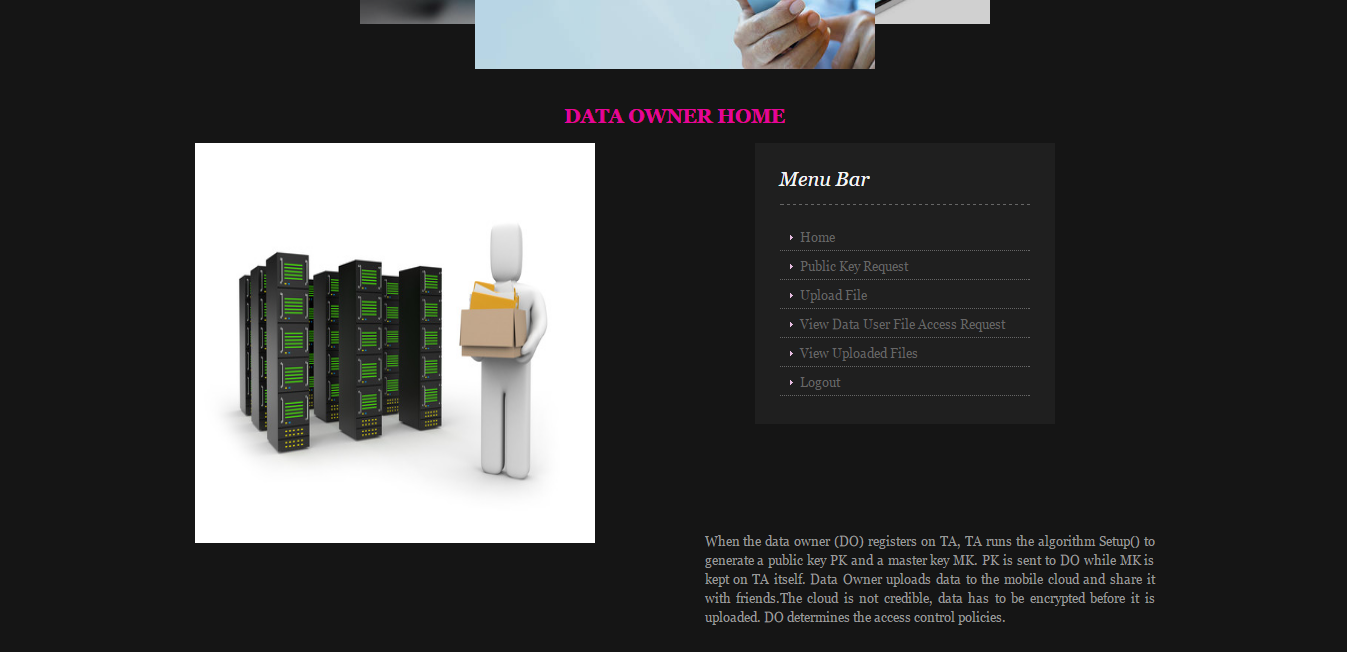 DATA OWNER HOME
Menu Bar
Home
Public Key Request
Upload File
View Data User File Access Request
View Uploaded Files
Logout
When the data owner (DO) registers on TA, TA runs the algorithm Setup() to
generate a public key PK and a master key MK. PK is sent to DO while MK is
kept on TA itself. Data Owner uploads data to the mobile cloud and share it
with friends.The cloud is not credible, data has to be encrypted before it is
uploaded. DO determines the access control policies.